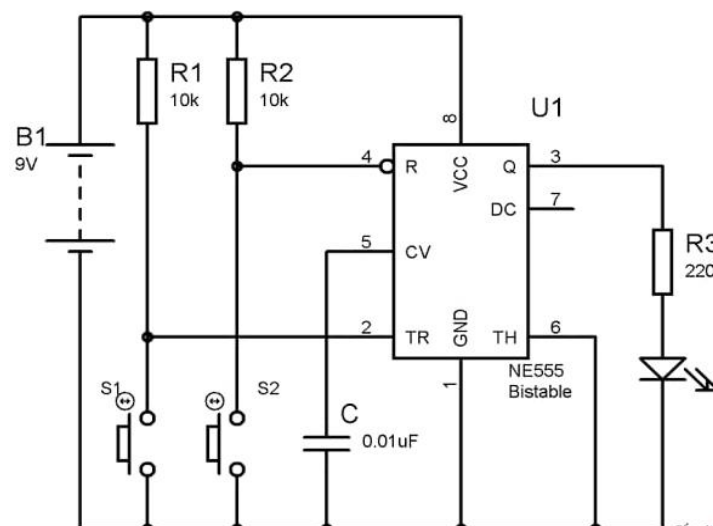 R1
10k
R2
10k
B1
9V
U1
8
4
R
VCC
Q
3
DC
7
5
CV
R3
220
2
TR
GND
TH
6
1
NE555
Bistable
S1
S2
C
0.01uF